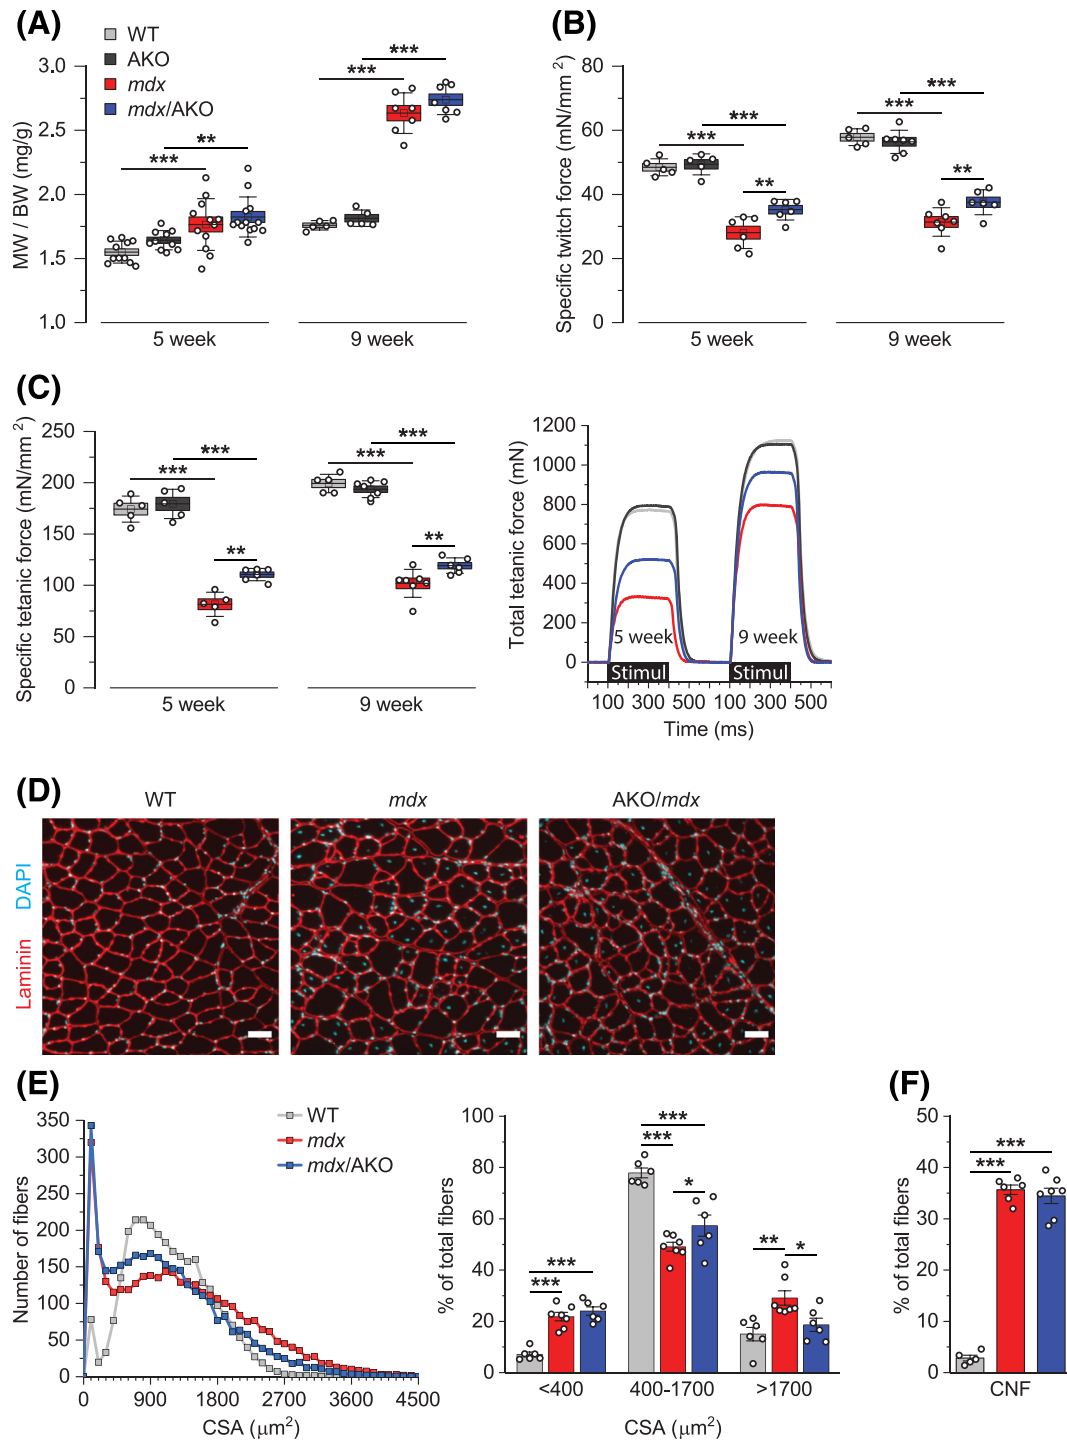 (A)
WT
AKO
mdx
mdx/AKO
MW / BW (mg/g)
3.0
2.5
2.0
1.5
1.0
***
**
***
***
5 week
9 week
(B)
Specific twitch force (mN/mm²)
80
60
40
20
0
***
***
**
***
***
**
5 week
9 week
(C)
Specific tetanic force (mN/mm²)
250
200
150
100
50
0
***
***
**
***
***
**
5 week
9 week
Total tetanic force (mN)
1200
1000
800
600
400
200
0
5 week
9 week
Stimul
Stimul
100 300 500 100 300 500
Time (ms)
(D)
WT
mdx
AKO/mdx
Laminin DAPI
(E)
WT
mdx
mdx/AKO
Number of fibers
350
300
250
200
150
100
50
0
0 900 1800 2700 3600 4500
CSA (μm²)
% of total fibers
100
80
60
40
20
0
***
***
***
***
*
**
*
<400 400-1700 >1700
CSA (μm²)
(F)
% of total fibers
50
40
30
20
10
0
***
***
CNF